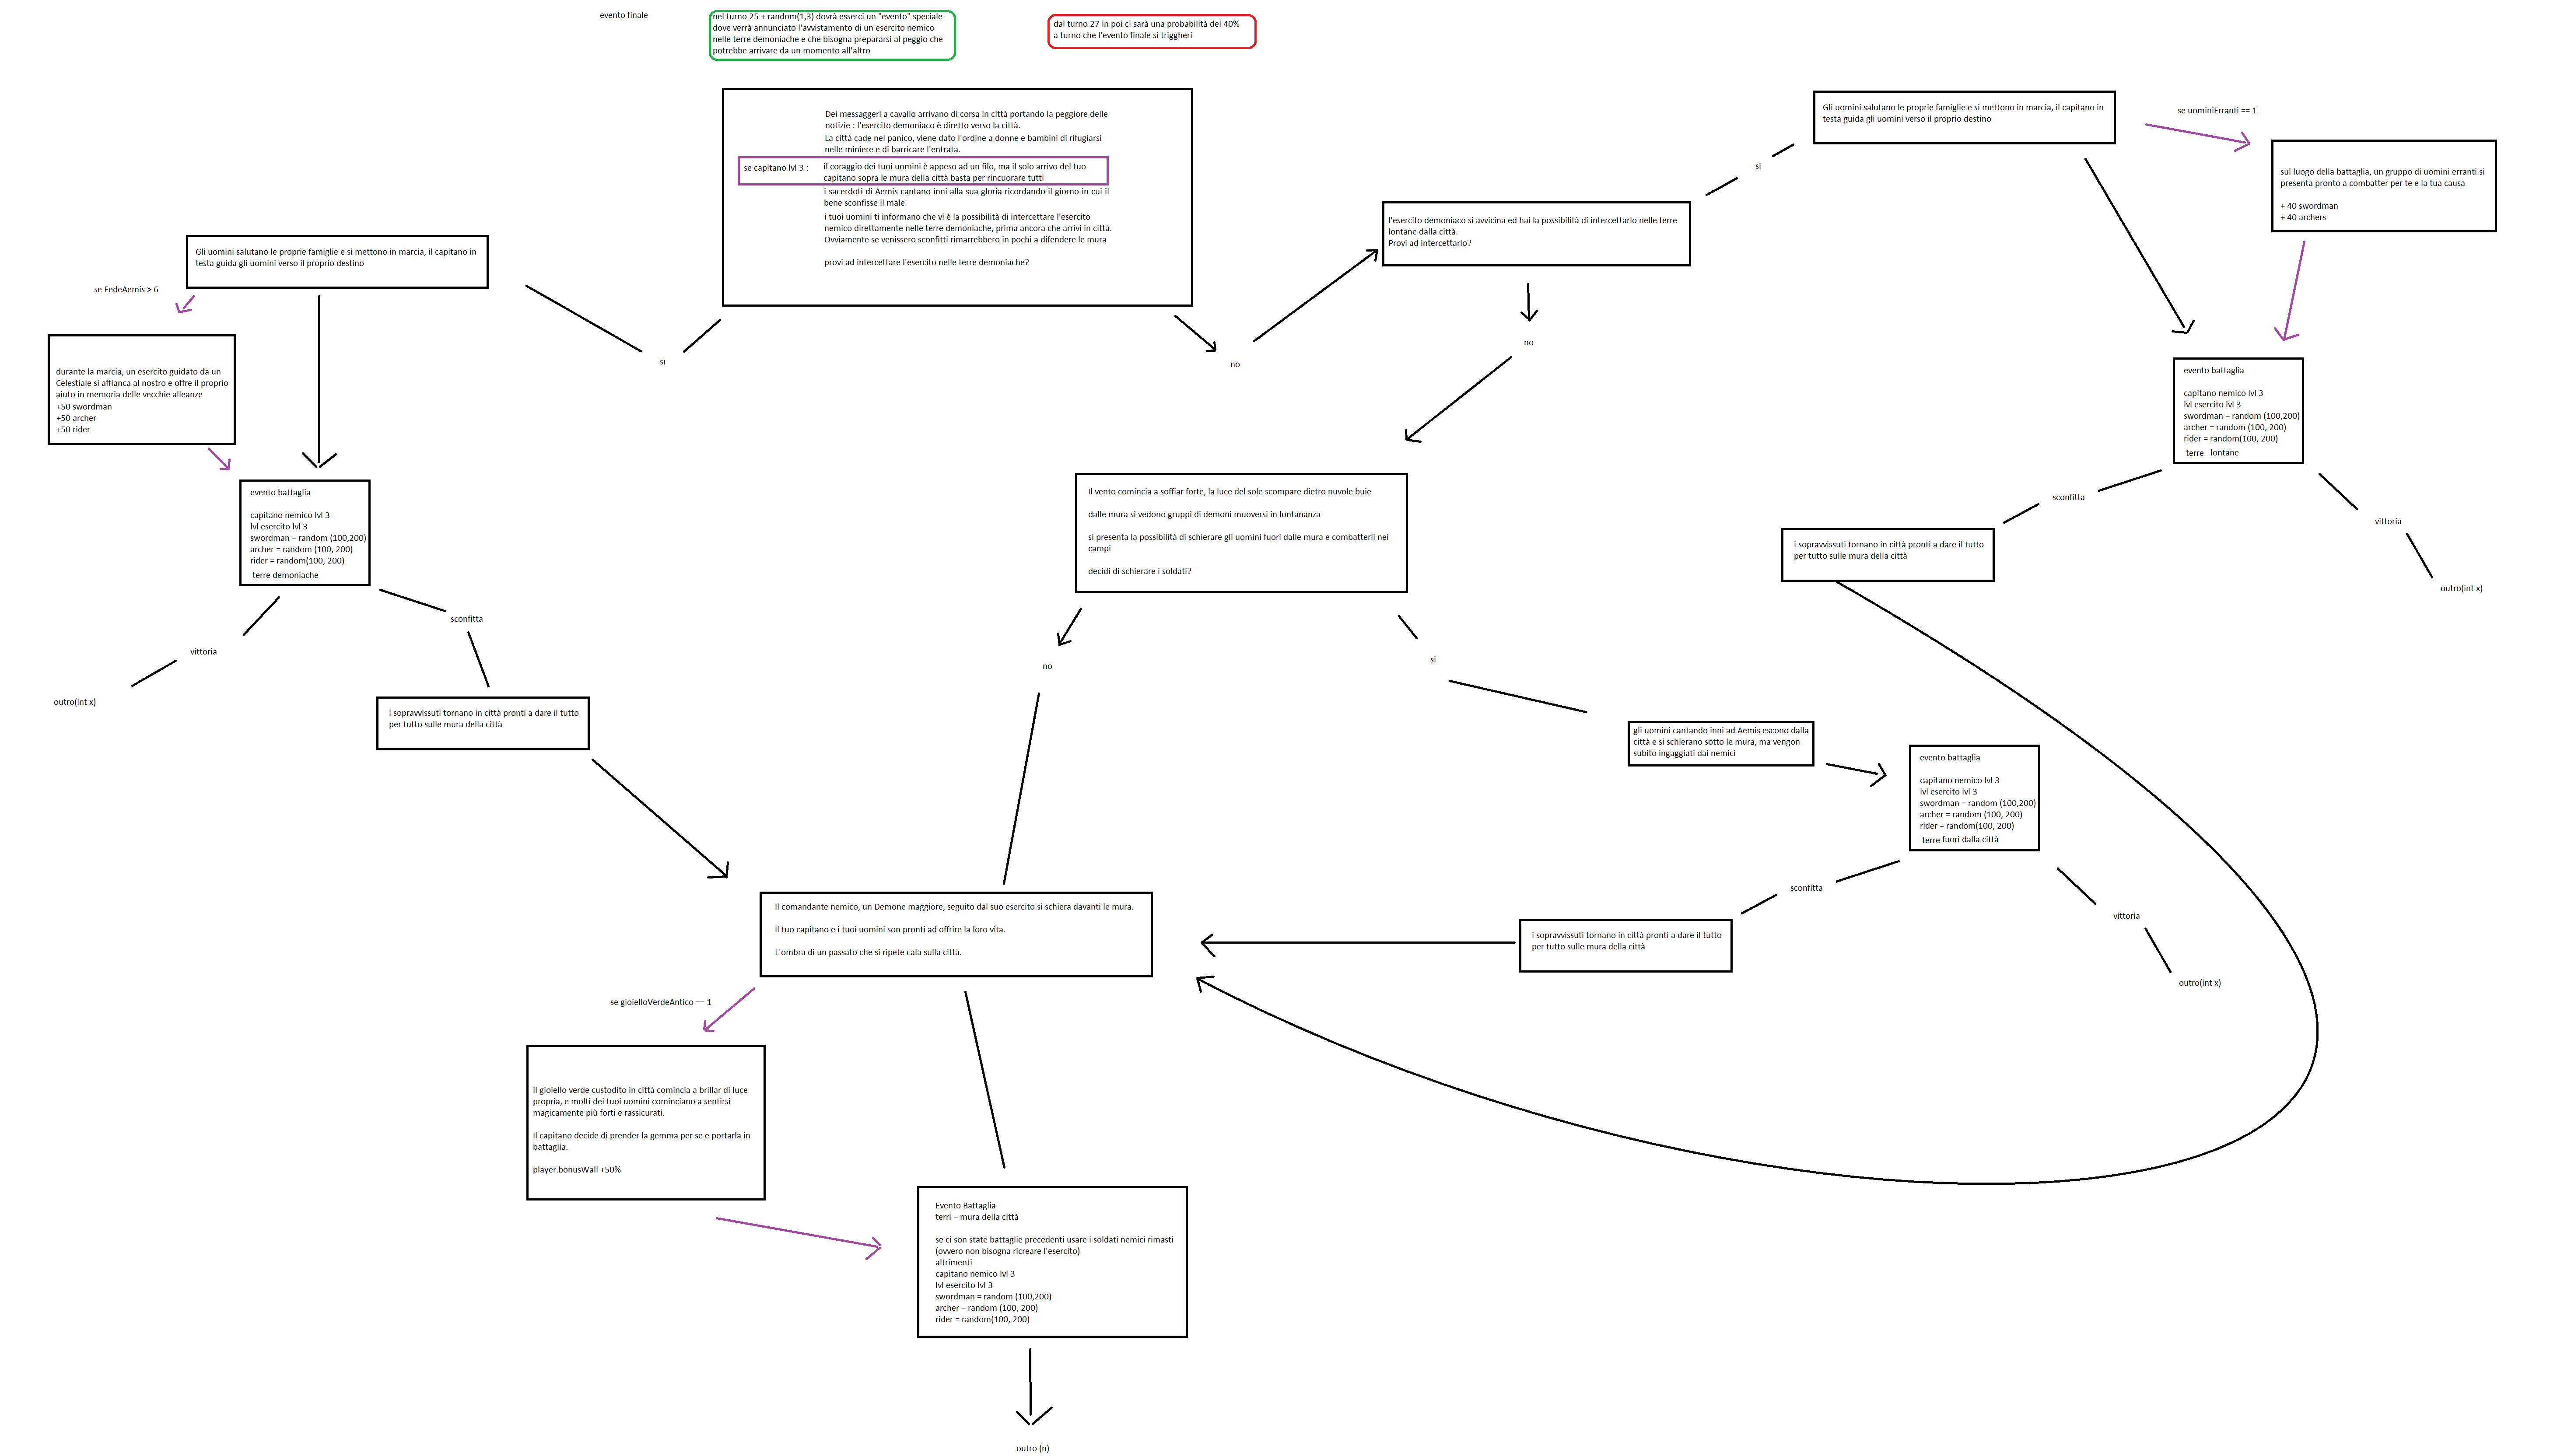 evento finale
nel turno 25 + random(1,3) dovrà esserci un "evento" speciale
dove verrà annunciato l'avvistamento di un esercito nemico
nelle terre demoniache e che bisogna prepararsi al peggio che
potrebbe arrivare da un momento all'altro
dal turno 27 in poi ci sarà una probabilità del 40%
a turno che l'evento finale si triggheri
Dei messaggeri a cavallo arrivano di corsa in città portando la peggiore delle
notizie : l'esercito demoniaco è diretto verso la città.
La città cade nel panico, viene dato l'ordine a donne e bambini di rifugiarsi
nelle miniere e di barricare l'entrata.
se capitano lvl 3 :
il coraggio dei tuoi uomini è appeso ad un filo, ma il solo arrivo del tuo
capitano sopra le mura della città basta per rincuorare tutti
i sacerdoti di Aemis cantano inni alla sua gloria ricordando il giorno in cui il
bene sconfisse il male
i tuoi uomini ti informano che vi è la possibilità di intercettare l'esercito
nemico direttamente nelle terre demoniache, prima ancora che arrivi in città.
Ovviamente se venissero sconfitti rimarrebbero in pochi a difendere le mura
provi ad intercettare l'esercito nelle terre demoniache?
si
no
Gli uomini salutano le proprie famiglie e si mettono in marcia, il capitano in
testa guida gli uomini verso il proprio destino
se FedeAemis > 6
durante la marcia, un esercito guidato da un
Celestiale si affianca al nostro e offre il proprio
aiuto in memoria delle vecchie alleanze
+50 swordman
+50 archer
+50 rider
evento battaglia
capitano nemico lvl 3
lvl esercito lvl 3
swordman = random (100,200)
archer = random (100, 200)
rider = random(100, 200)
terre demoniache
vittoria
outro(int x)
sconfitta
i sopravvissuti tornano in città pronti a dare il tutto
per tutto sulle mura della città
l'esercito demoniaco si avvicina ed hai la possibilità di intercettarlo nelle terre
lontane dalla città.
Provi ad intercettarlo?
si
no
Gli uomini salutano le proprie famiglie e si mettono in marcia, il capitano in
testa guida gli uomini verso il proprio destino
se uominiErranti == 1
sul luogo della battaglia, un gruppo di uomini erranti si
presenta pronto a combatter per te e la tua causa
+ 40 swordman
+ 40 archers
evento battaglia
capitano nemico lvl 3
lvl esercito lvl 3
swordman = random (100,200)
archer = random (100, 200)
rider = random(100, 200)
terre lontane
sconfitta
vittoria
outro(int x)
i sopravvissuti tornano in città pronti a dare il tutto
per tutto sulle mura della città
Il vento comincia a soffiar forte, la luce del sole scompare dietro nuvole buie
dalle mura si vedono gruppi di demoni muoversi in lontananza
si presenta la possibilità di schierare gli uomini fuori dalle mura e combatterli nei
campi
decidi di schierare i soldati?
no
si
gli uomini cantando inni ad Aemis escono dalla
città e si schierano sotto le mura, ma vengon
subito ingaggiati dai nemici
evento battaglia
capitano nemico lvl 3
lvl esercito lvl 3
swordman = random (100,200)
archer = random (100, 200)
rider = random(100, 200)
terre fuori dalla città
sconfitta
vittoria
outro(int x)
i sopravvissuti tornano in città pronti a dare il tutto
per tutto sulle mura della città
Il comandante nemico, un Demone maggiore, seguito dal suo esercito si schiera davanti le mura.
Il tuo capitano e i tuoi uomini son pronti ad offrire la loro vita.
L'ombra di un passato che si ripete cala sulla città.
se gioielloVerdeAntico == 1
Il gioiello verde custodito in città comincia a brillar di luce
propria, e molti dei tuoi uomini cominciano a sentirsi
magicamente più forti e rassicurati.
Il capitano decide di prender la gemma per se e portarla in
battaglia.
player.bonusWall +50%
Evento Battaglia
terri = mura della città
se ci son state battaglie precedenti usare i soldati nemici rimasti
(ovvero non bisogna ricreare l'esercito)
altrimenti
capitano nemico lvl 3
lvl esercito lvl 3
swordman = random (100,200)
archer = random (100, 200)
rider = random(100, 200)
outro (n)